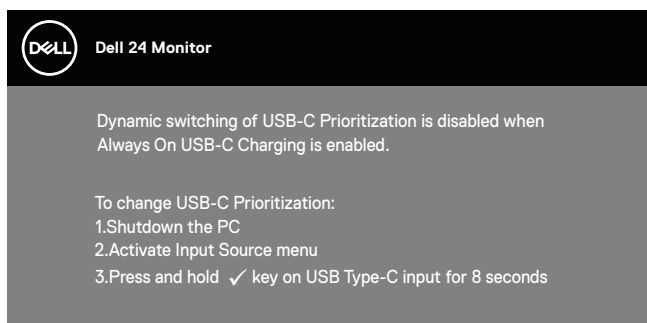 DELL
Dell 24 Monitor
Dynamic switching of USB-C Prioritization is disabled when
Always On USB-C Charging is enabled.
To change USB-C Prioritization:
1.Shutdown the PC
2.Activate Input Source menu
3.Press and hold ✓ key on USB Type-C input for 8 seconds